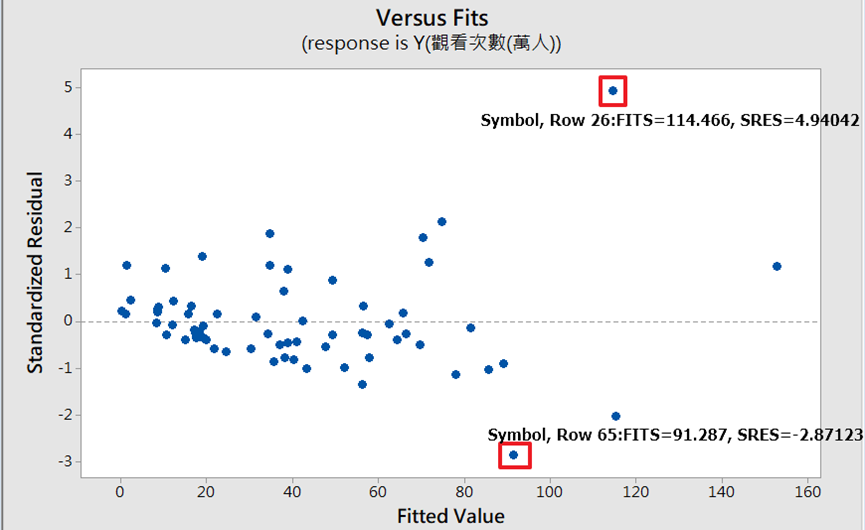 Versus Fits
(response is Y(觀看次數(萬人))
5
Symbol, Row 26:FITS=114.466, SRES=4.94042
4
3
2
1
0
-1
-2
Symbol, Row 65:FITS=91.287, SRES=-2.87123
-3
Standardized Residual
0 20 40 60 80 100 120 140 160
Fitted Value